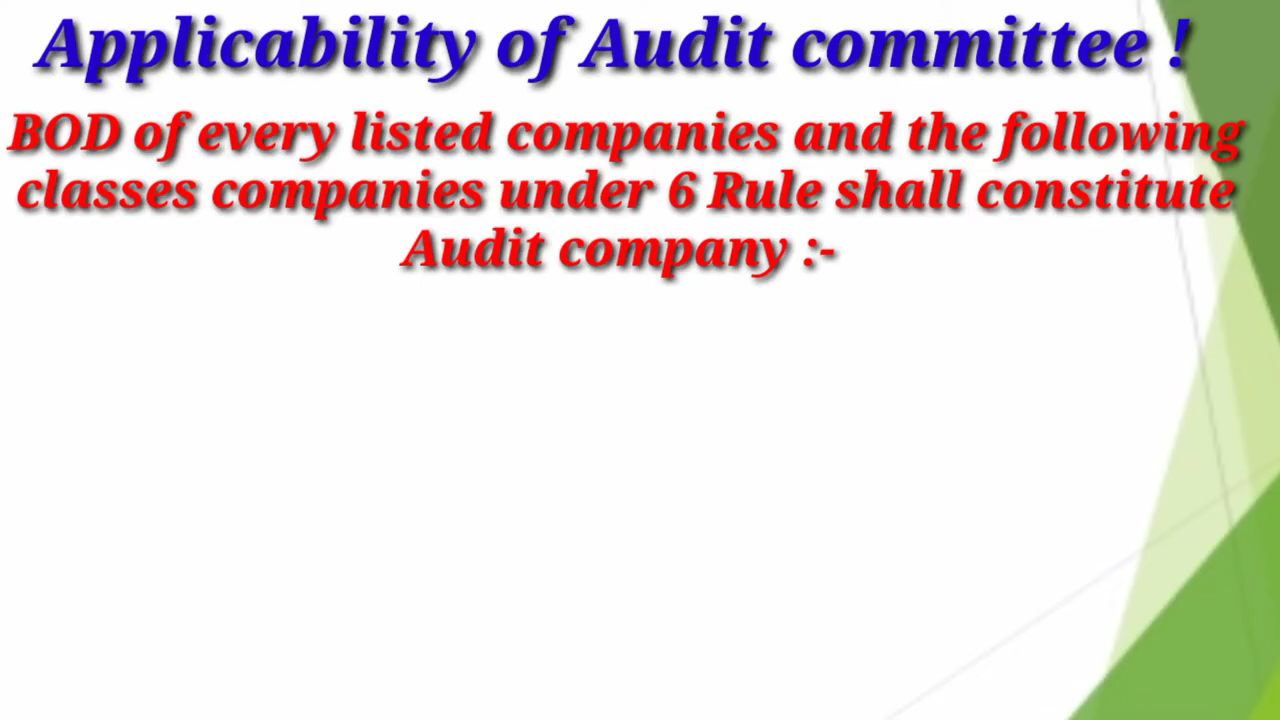 Applicability of Audit committee !
BOD of every listed companies and the following
classes companies under 6 Rule shall constitute
Audit company :-